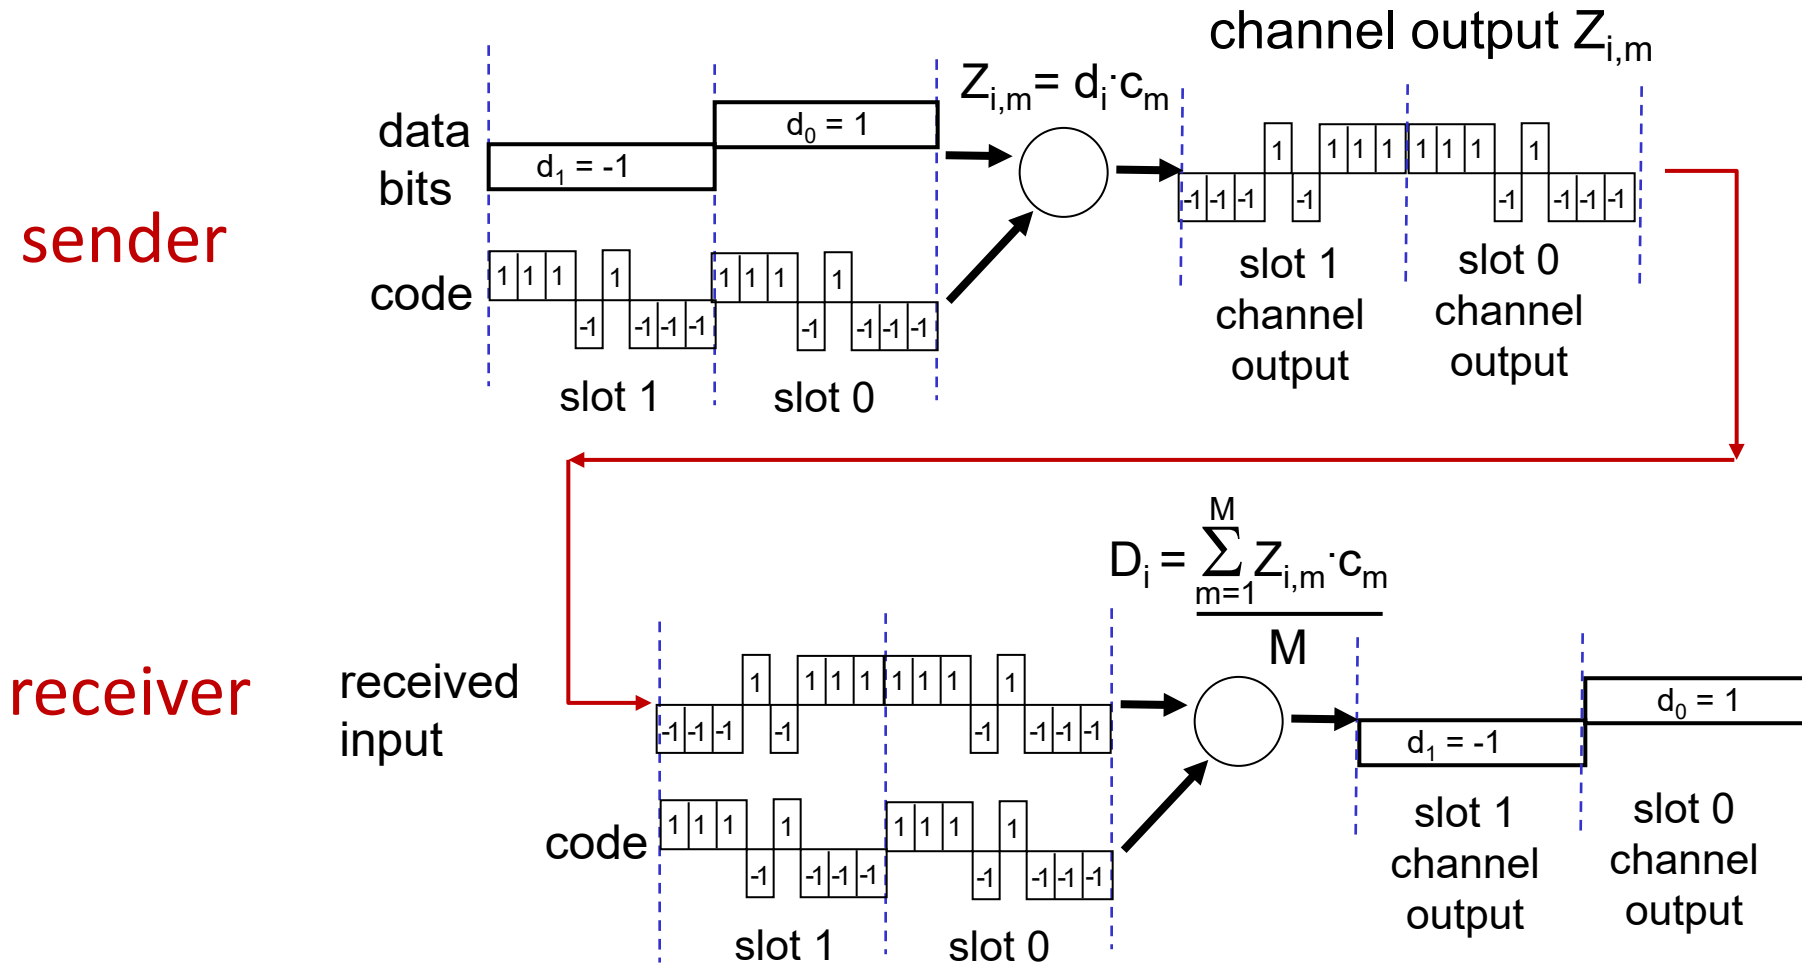 channel output Z_{i,m}
Z_{i,m} = d_i·c_m
data
bits
d_0 = 1
d_1 = -1
1 1 1 -1 1 -1 -1 -1 1 1 1 -1 1 -1 -1 -1
code
slot 1 slot 0
-1 -1 -1 1 -1 1 1 1 1 1 1 -1 1 -1 -1 -1
slot 1
channel
output
slot 0
channel
output
sender
D_i = Σ_{m=1}^{M} Z_{i,m}·c_m
M
receiver
received
input
-1 -1 -1 1 -1 1 1 1 1 1 1 -1 1 -1 -1 -1
code
1 1 1 -1 1 -1 -1 -1 1 1 1 -1 1 -1 -1 -1
slot 1 slot 0
d_1 = -1
d_0 = 1
slot 1
channel
output
slot 0
channel
output